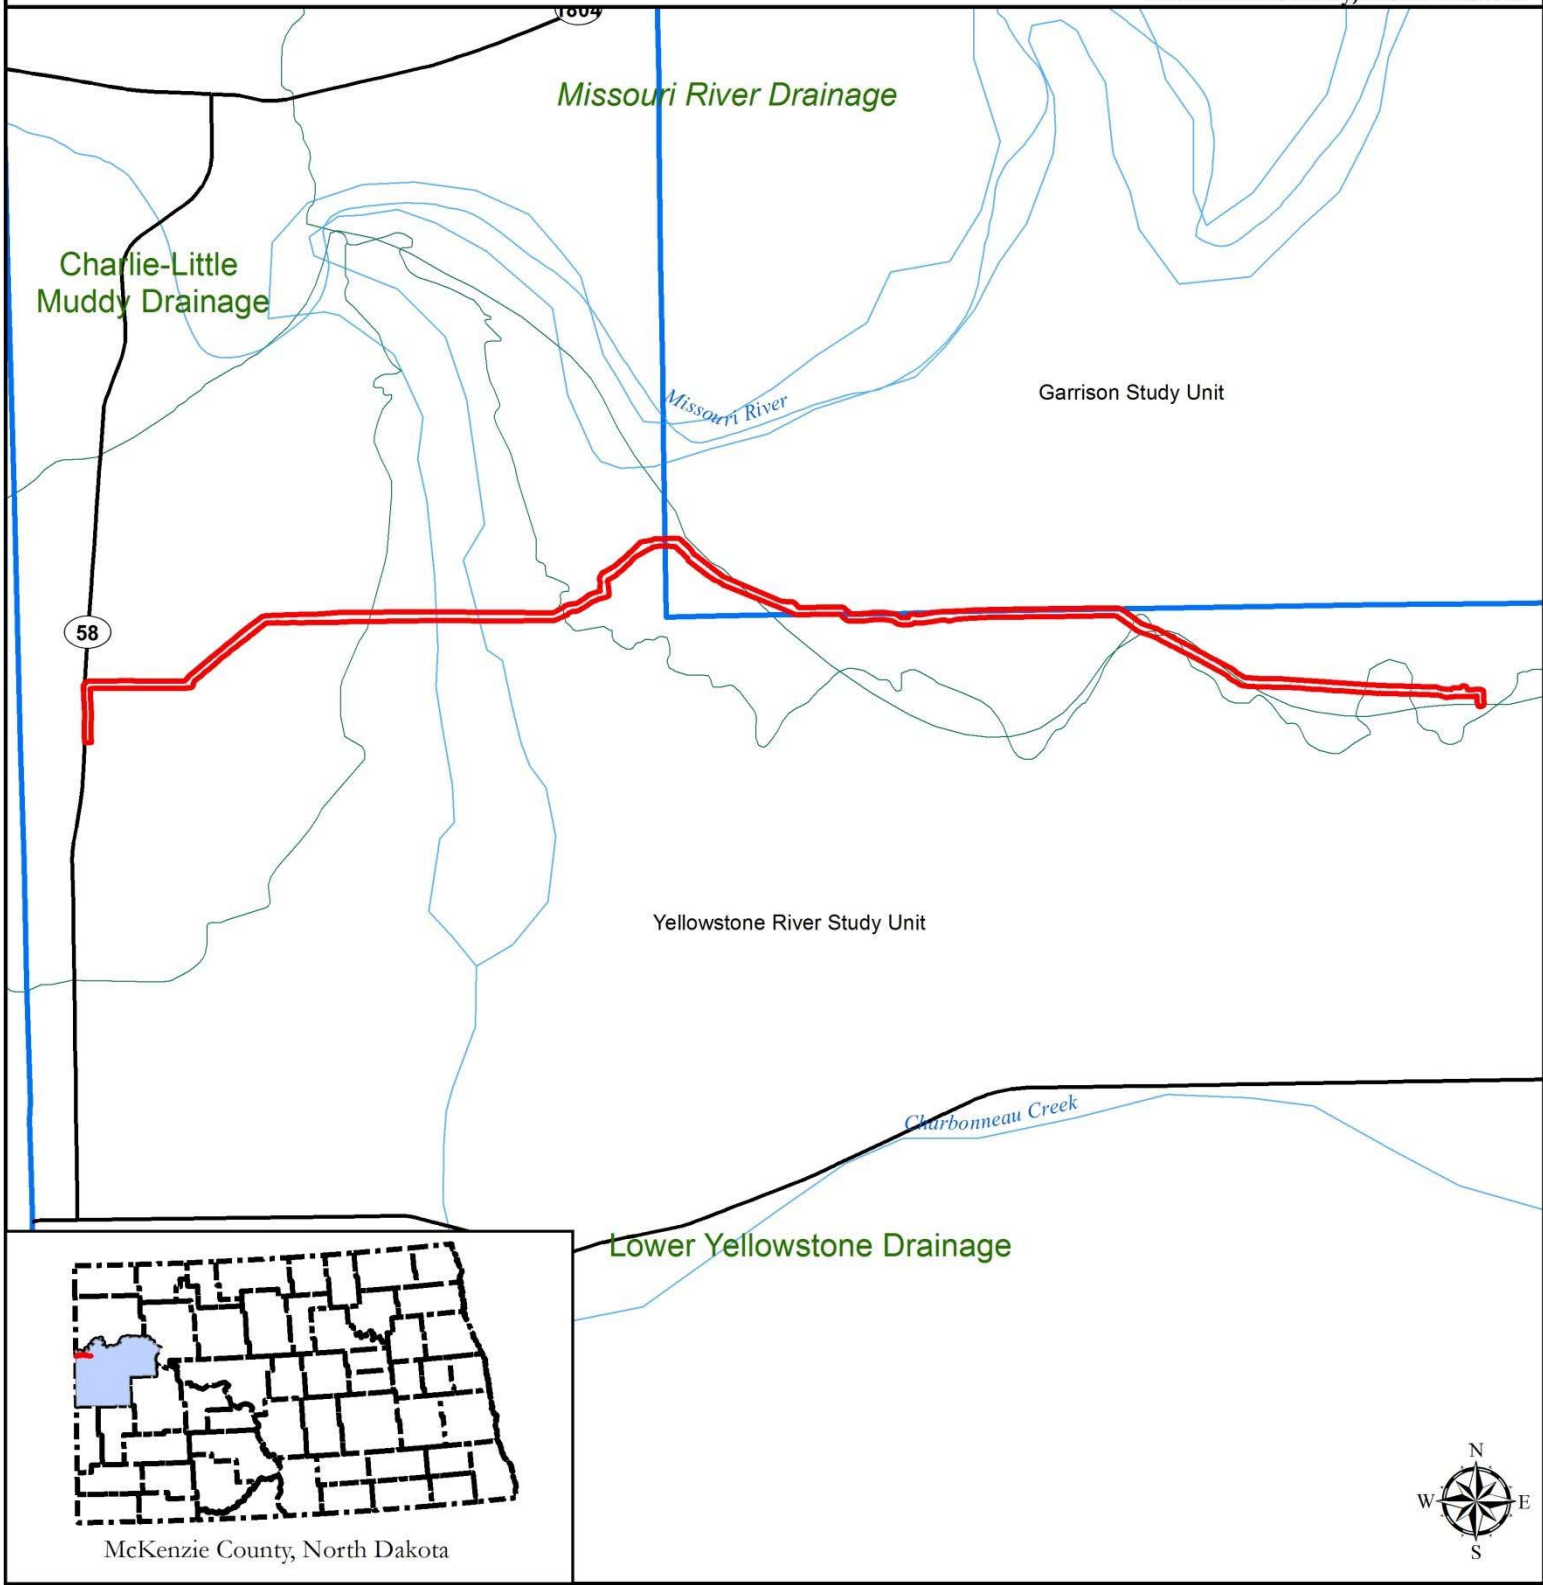 1804
Missouri River Drainage
Charlie-Little
Muddy Drainage
Missouri River
Garrison Study Unit
58
Yellowstone River Study Unit
Charbonneau Creek
Lower Yellowstone Drainage
McKenzie County, North Dakota
N
W
E
S